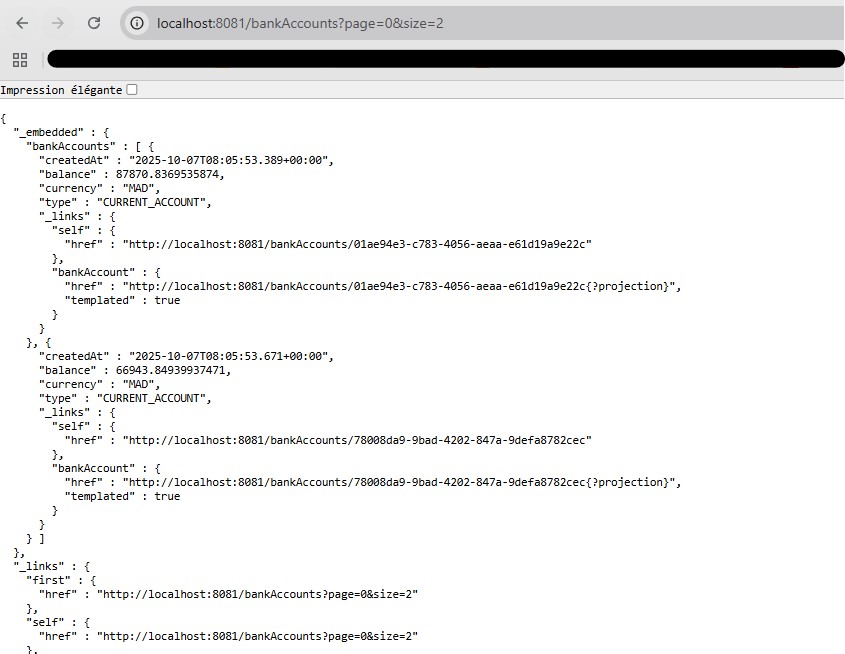 localhost:8081/bankAccounts?page=0&size=2
Impression élégante
{
  "_embedded" : {
    "bankAccounts" : [ {
      "createdAt" : "2025-10-07T08:05:53.389+00:00",
      "balance" : 87870.8369535874,
      "currency" : "MAD",
      "type" : "CURRENT_ACCOUNT",
      "_links" : {
        "self" : {
          "href" : "http://localhost:8081/bankAccounts/01ae94e3-c783-4056-aeaa-e61d19a9e22c"
        },
        "bankAccount" : {
          "href" : "http://localhost:8081/bankAccounts/01ae94e3-c783-4056-aeaa-e61d19a9e22c{?projection}",
          "templated" : true
        }
      }
    }, {
      "createdAt" : "2025-10-07T08:05:53.671+00:00",
      "balance" : 66943.84939937471,
      "currency" : "MAD",
      "type" : "CURRENT_ACCOUNT",
      "_links" : {
        "self" : {
          "href" : "http://localhost:8081/bankAccounts/78008da9-9bad-4202-847a-9defa8782cec"
        },
        "bankAccount" : {
          "href" : "http://localhost:8081/bankAccounts/78008da9-9bad-4202-847a-9defa8782cec{?projection}",
          "templated" : true
        }
      }
    } ]
  },
  "_links" : {
    "first" : {
      "href" : "http://localhost:8081/bankAccounts?page=0&size=2"
    },
    "self" : {
      "href" : "http://localhost:8081/bankAccounts?page=0&size=2"
    },